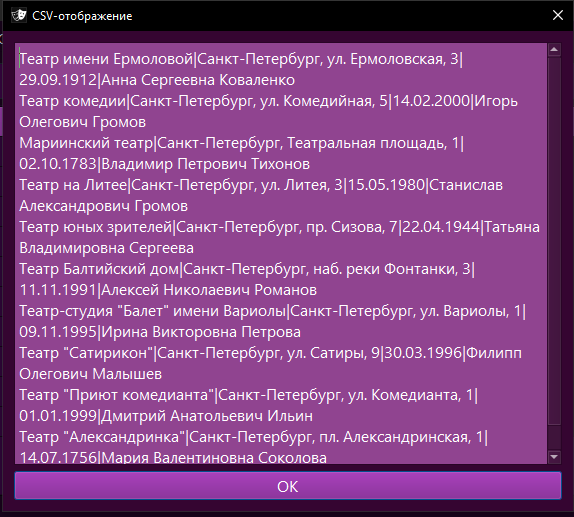 CSV-отображение
Театр имени Ермоловой|Санкт-Петербург, ул. Ермоловская, 3|
29.09.1912|Анна Сергеевна Коваленко
Театр комедии|Санкт-Петербург, ул. Комедийная, 5|14.02.2000|Игорь
Олегович Громов
Мариинский театр|Санкт-Петербург, Театральная площадь, 1|
02.10.1783|Владимир Петрович Тихонов
Театр на Литее|Санкт-Петербург, ул. Литея, 3|15.05.1980|Станислав
Александрович Громов
Театр юных зрителей|Санкт-Петербург, пр. Сизова, 7|22.04.1944|Татьяна
Владимировна Сергеева
Театр Балтийский дом|Санкт-Петербург, наб. реки Фонтанки, 3|
11.11.1991|Алексей Николаевич Романов
Театр-студия "Балет" имени Вариолы|Санкт-Петербург, ул. Вариолы, 1|
09.11.1995|Ирина Викторовна Петрова
Театр "Сатирикон"|Санкт-Петербург, ул. Сатиры, 9|30.03.1996|Филипп
Олегович Малышев
Театр "Приют комедианта"|Санкт-Петербург, ул. Комедианта, 1|
01.01.1999|Дмитрий Анатольевич Ильин
Театр "Александринка"|Санкт-Петербург, пл. Александринская, 1|
14.07.1756|Мария Валентиновна Соколова
OK